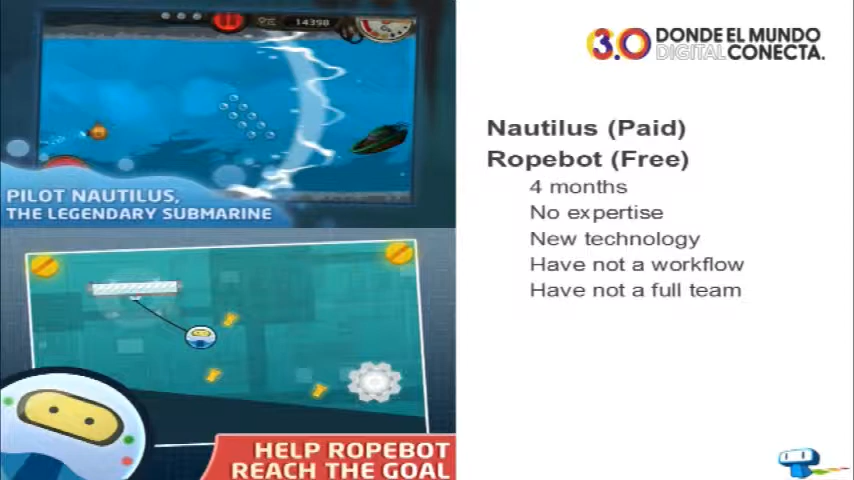 14398
PILOT NAUTILUS,
THE LEGENDARY SUBMARINE
HELP ROPEBOT
REACH THE GOAL
3.0 DONDE EL MUNDO
DIGITAL CONECTA.
Nautilus (Paid)
Ropebot (Free)
4 months
No expertise
New technology
Have not a workflow
Have not a full team